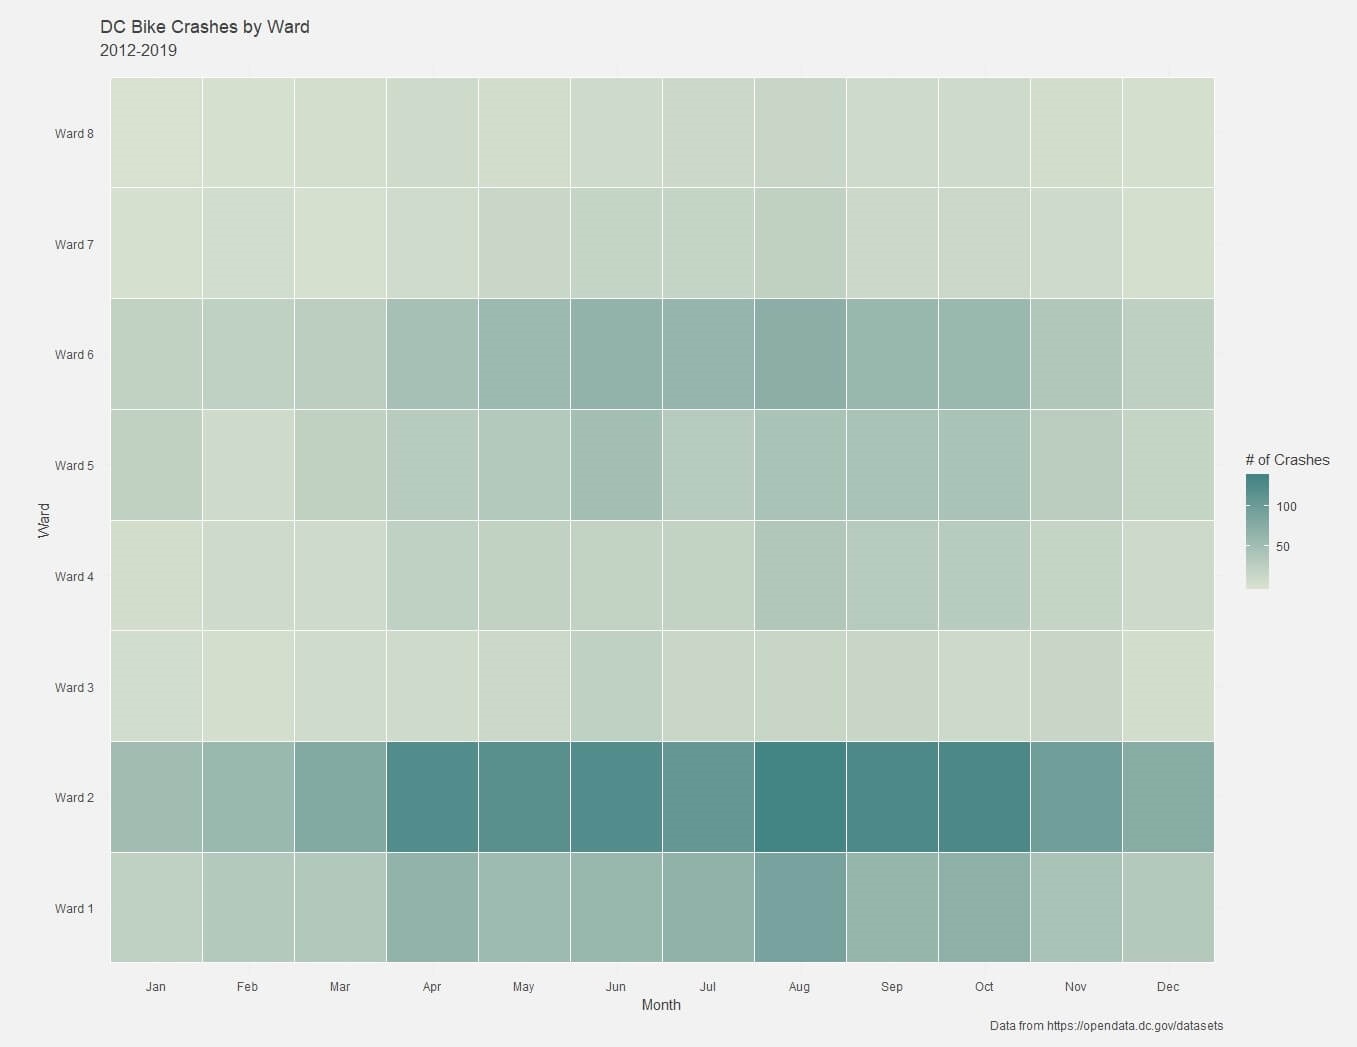 DC Bike Crashes by Ward
2012-2019
Ward 8
Ward 7
Ward 6
Ward 5
Ward 4
Ward 3
Ward 2
Ward 1
Ward
Jan Feb Mar Apr May Jun Jul Aug Sep Oct Nov Dec
Month
# of Crashes
100
50
Data from https://opendata.dc.gov/datasets